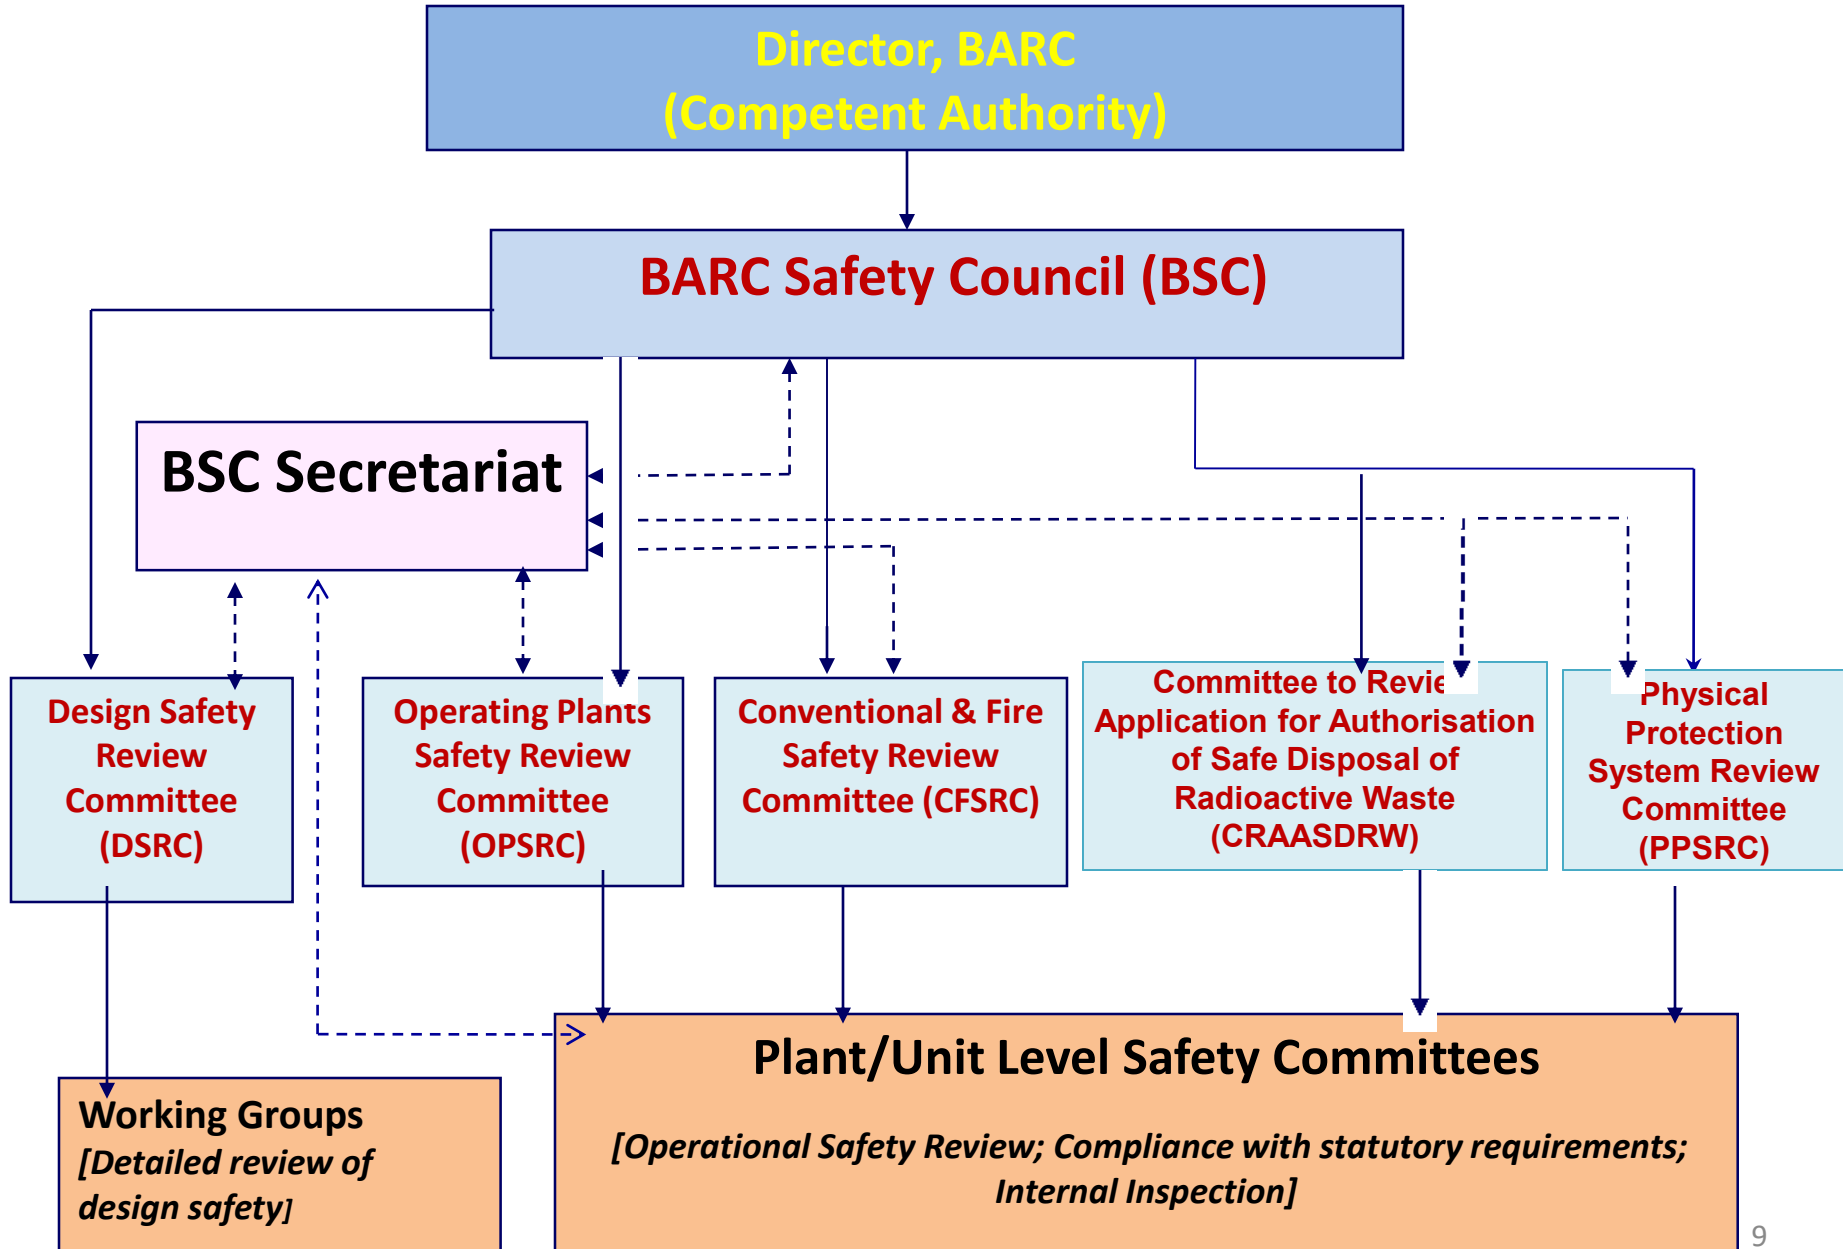 Director, BARC
(Competent Authority)
BARC Safety Council (BSC)
BSC Secretariat
Design Safety
Review
Committee
(DSRC)
Operating Plants
Safety Review
Committee
(OPSRC)
Conventional & Fire
Safety Review
Committee (CFSRC)
Committee to Review
Application for Authorisation
of Safe Disposal of
Radioactive Waste
(CRAASDRW)
Physical
Protection
System Review
Committee
(PPSRC)
Working Groups
[Detailed review of
design safety]
Plant/Unit Level Safety Committees
[Operational Safety Review; Compliance with statutory requirements;
Internal Inspection]
9